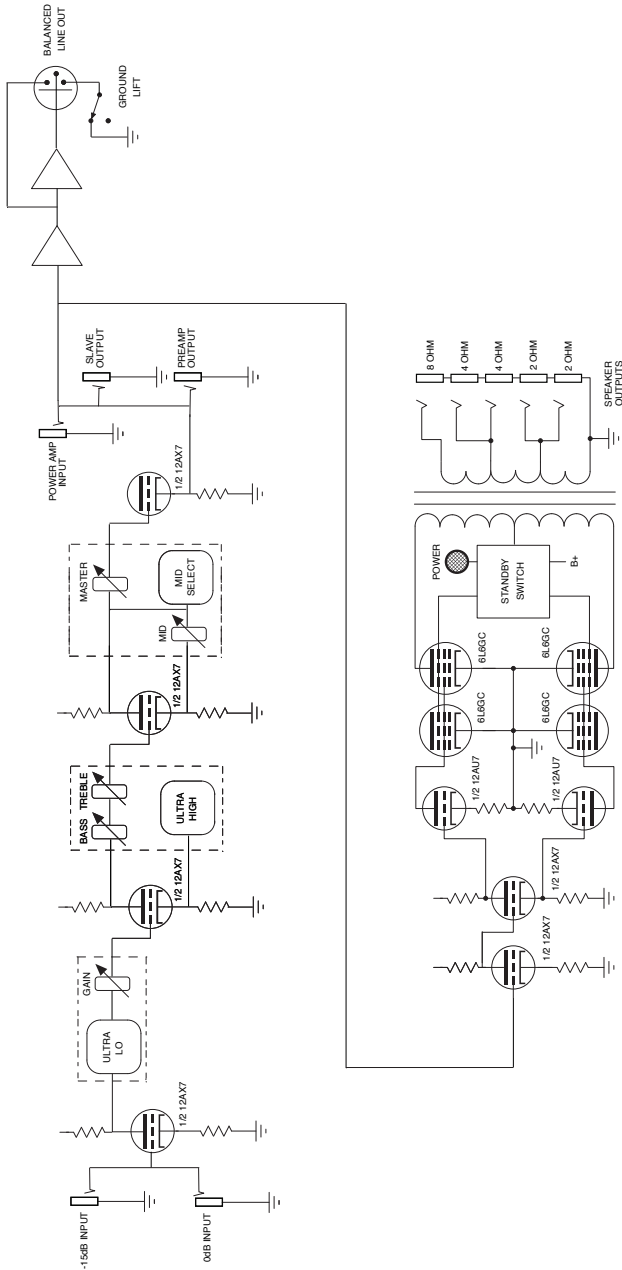 -15dB INPUT
0dB INPUT
1/2 12AX7
ULTRA
LO
GAIN
1/2 12AX7
BASS
TREBLE
ULTRA
HIGH
1/2 12AX7
MID
MID
SELECT
MASTER
1/2 12AX7
POWER AMP
INPUT
SLAVE
OUTPUT
PREAMP
OUTPUT
BALANCED
LINE OUT
GROUND
LIFT
1/2 12AX7
1/2 12AX7
1/2 12AU7
1/2 12AU7
6L6GC
6L6GC
6L6GC
6L6GC
POWER
STANDBY
SWITCH
B+
8 OHM
4 OHM
4 OHM
2 OHM
2 OHM
SPEAKER
OUTPUTS